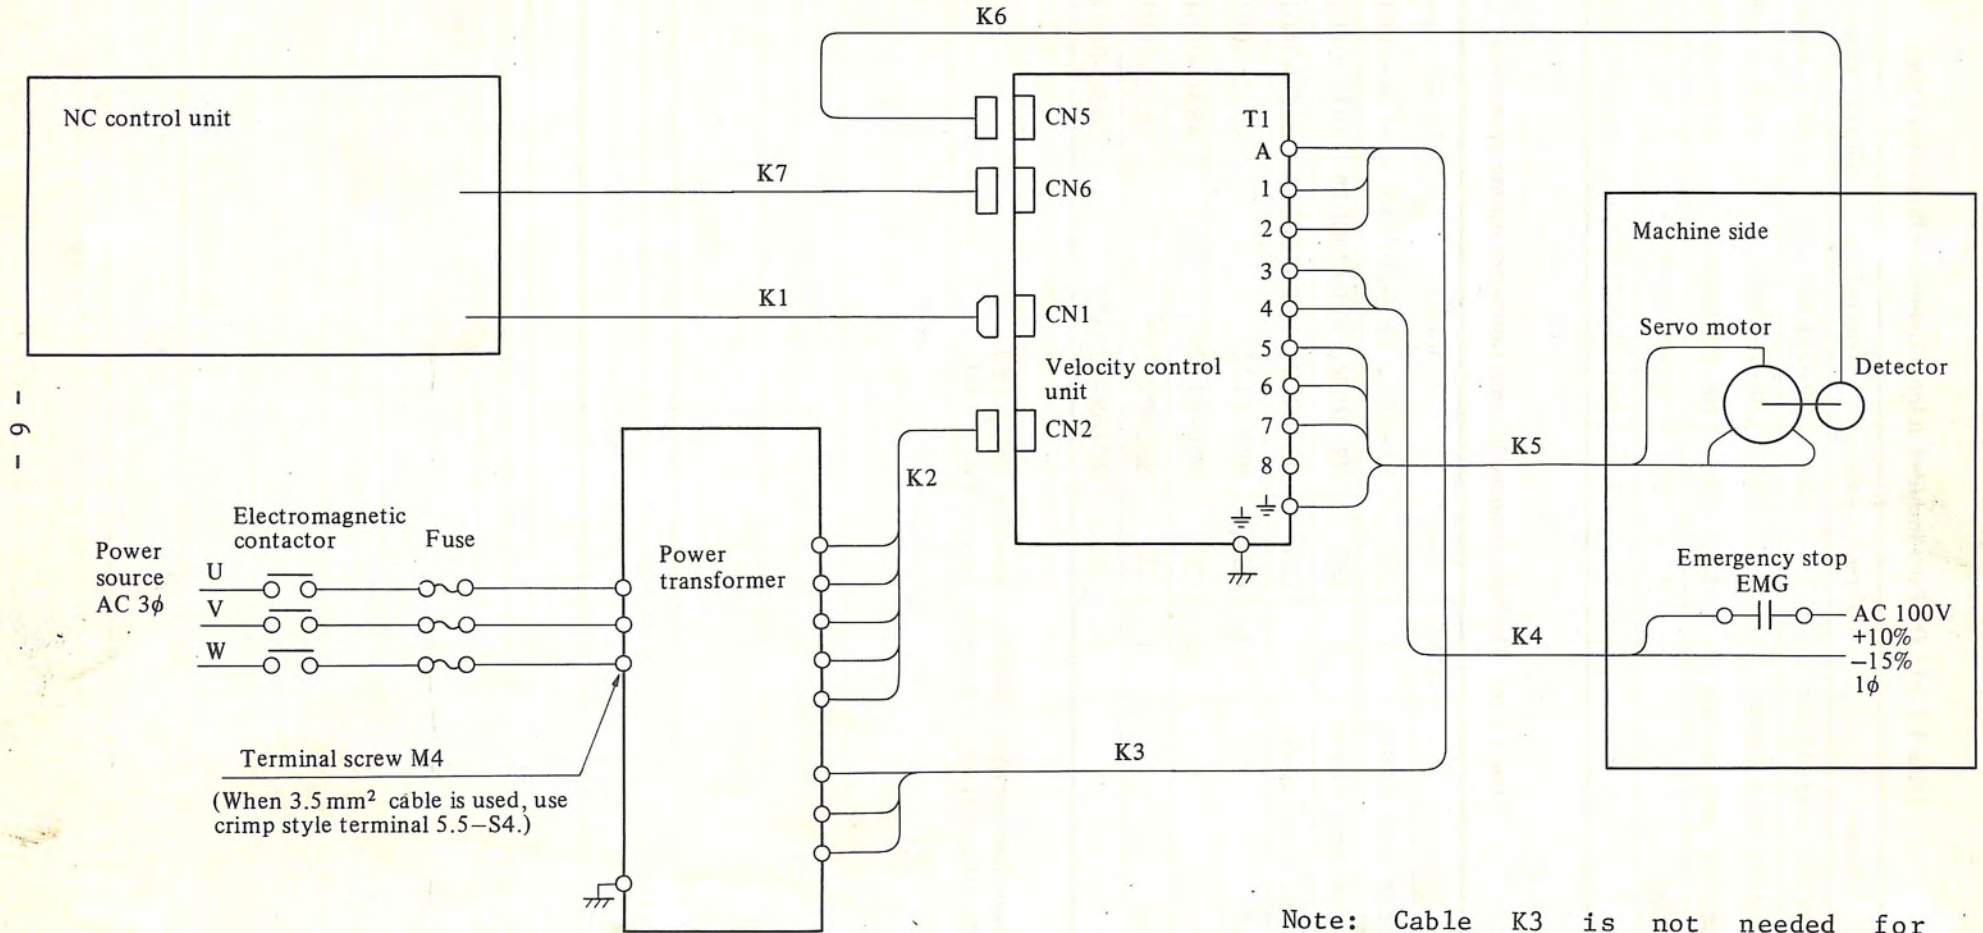 K6
NC control unit
K7
K1
CN5
CN6
CN1
Velocity control
unit
CN2
T1
A
1
2
3
4
5
6
7
8
Machine side
Servo motor
Detector
K5
Emergency stop
EMG
AC 100V
+10%
−15%
1ϕ
K4
K3
K2
Power
transformer
Electromagnetic
contactor
Fuse
Power
source
AC 3ϕ
U
V
W
Terminal screw M4
(When 3.5 mm² cable is used, use
crimp style terminal 5.5−S4.)
- 9 -
Note: Cable K3 is not needed for